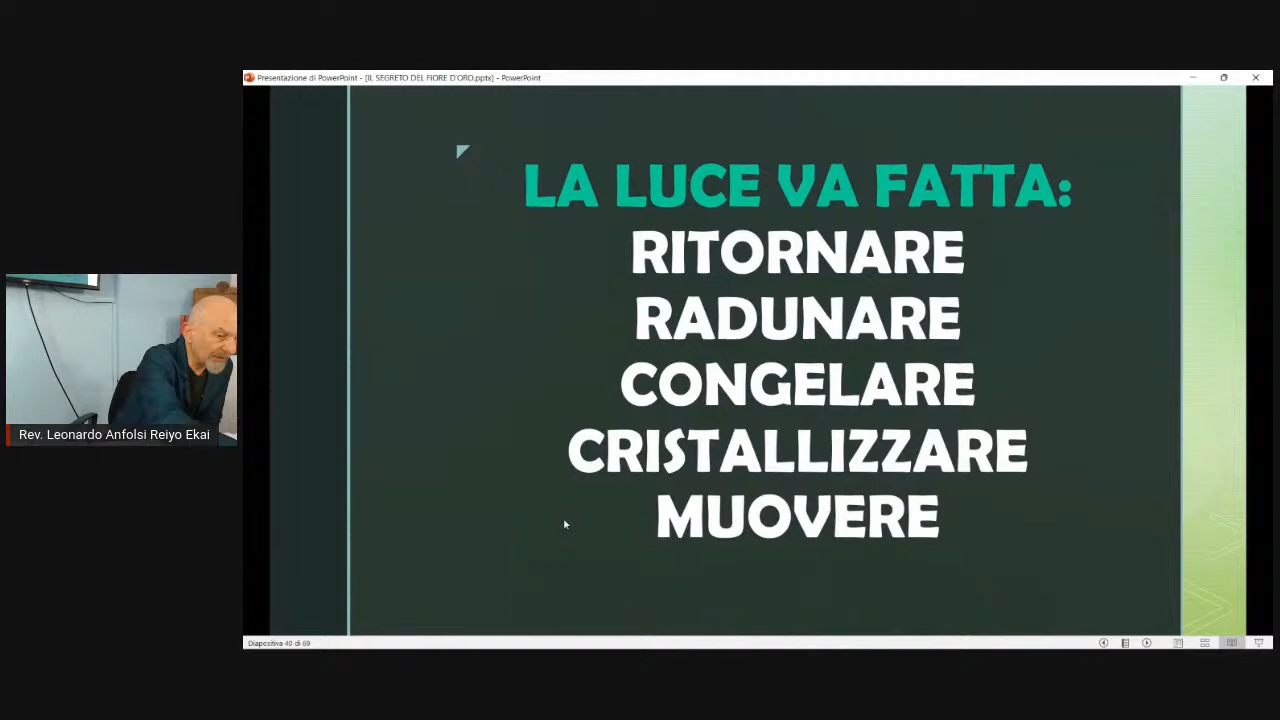 Presentazione di PowerPoint - [IL SEGRETO DEL FIORE D'ORO.pptx] - PowerPoint
LA LUCE VA FATTA:
RITORNARE
RADUNARE
CONGELARE
CRISTALLIZZARE
MUOVERE
Rev. Leonardo Anfolsi Reiyo Ekai
Diapositiva 40 di 69